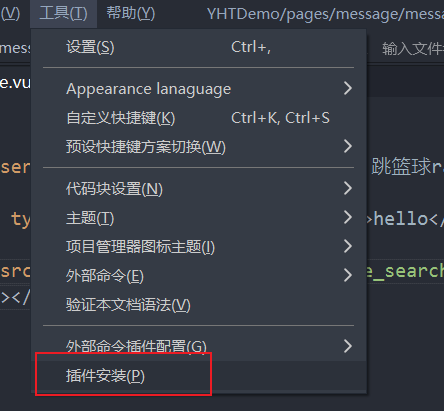 (V) 工具(T) 帮助(Y) YHTDemo/pages/message/messa
mess 输入文件
设置(S) Ctrl+,
e.vu
Appearance lanaguage
自定义快捷键(K) Ctrl+K, Ctrl+S
预设快捷键方案切换(W)
ser 跳篮球ra
代码块设置(N)
ty 主题(T) >hello</
项目管理器图标主题(I)
src 外部命令(E) e_search
></ 验证本文档语法(V)
外部命令插件配置(G)
插件安装(P)